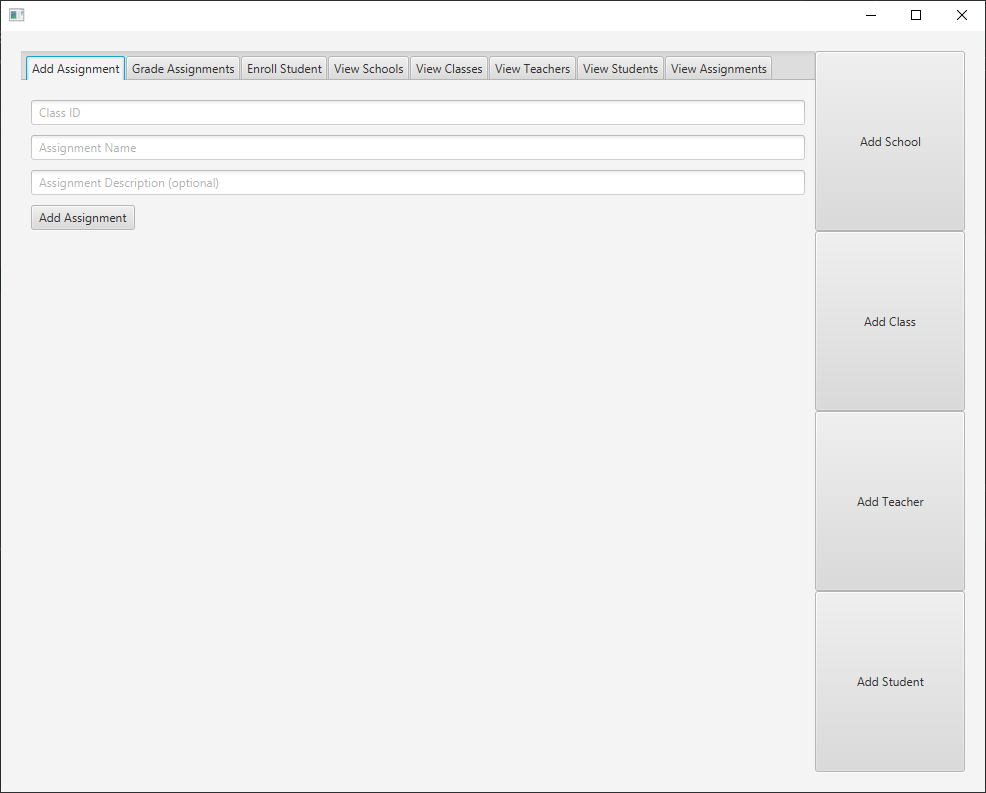 Add Assignment Grade Assignments Enroll Student View Schools View Classes View Teachers View Students View Assignments
Class ID
Assignment Name
Assignment Description (optional)
Add Assignment
Add School
Add Class
Add Teacher
Add Student